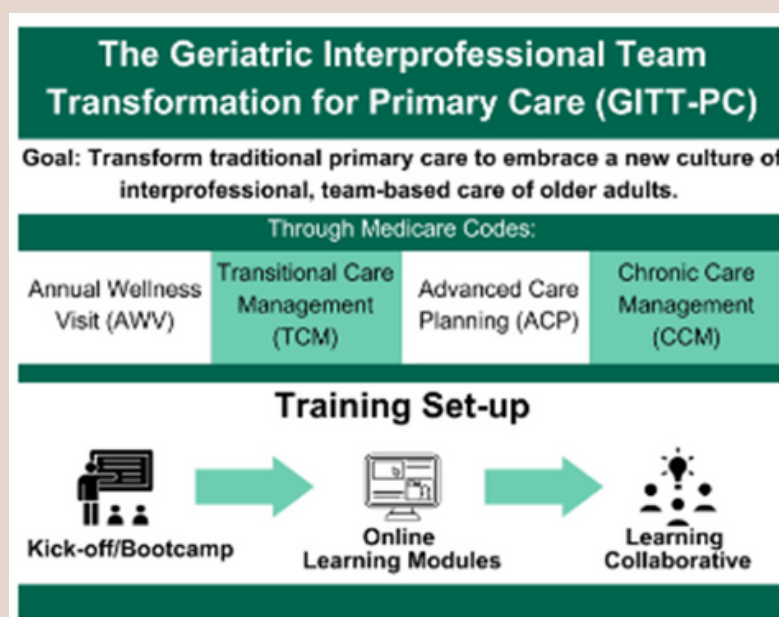 The Geriatric Interprofessional Team
Transformation for Primary Care (GITT-PC)
Goal: Transform traditional primary care to embrace a new culture of
interprofessional, team-based care of older adults.
Through Medicare Codes:
Annual Wellness
Visit (AWV)
Transitional Care
Management
(TCM)
Advanced Care
Planning (ACP)
Chronic Care
Management
(CCM)
Training Set-up
Kick-off/Bootcamp
Online
Learning Modules
Learning
Collaborative